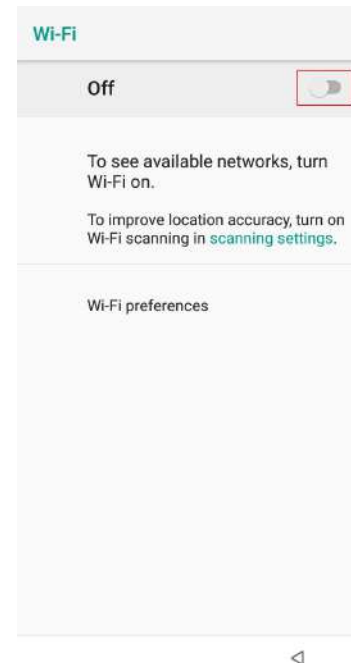 Wi-Fi
Off
To see available networks, turn
Wi-Fi on.
To improve location accuracy, turn on
Wi-Fi scanning in scanning settings.
Wi-Fi preferences